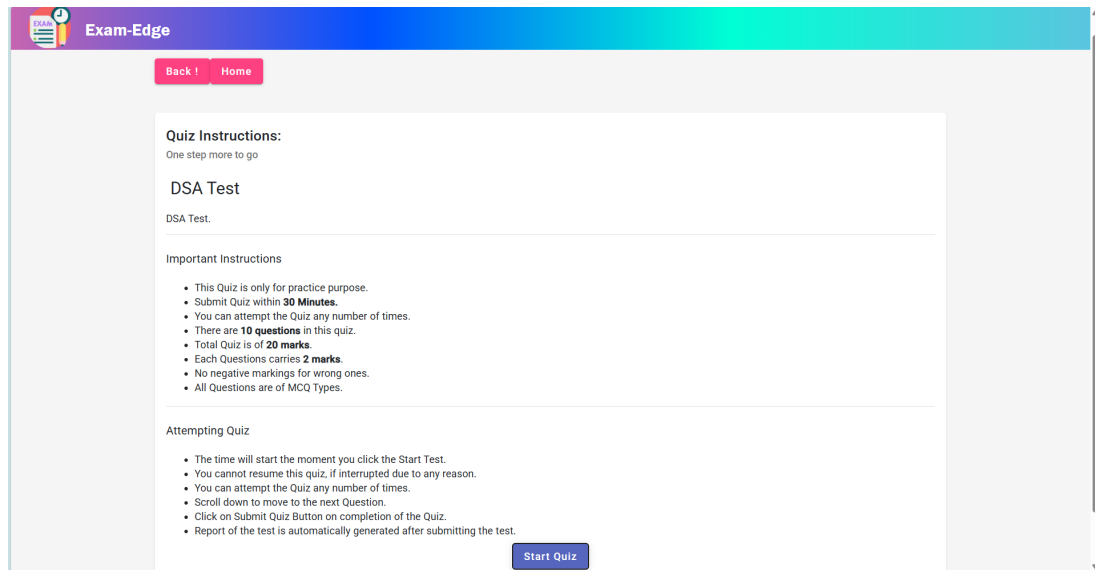 EXAM
Exam-Edge
Back !
Home
Quiz Instructions:
One step more to go
DSA Test
DSA Test.
Important Instructions
• This Quiz is only for practice purpose.
• Submit Quiz within 30 Minutes.
• You can attempt the Quiz any number of times.
• There are 10 questions in this quiz.
• Total Quiz is of 20 marks.
• Each Questions carries 2 marks.
• No negative markings for wrong ones.
• All Questions are of MCQ Types.
Attempting Quiz
• The time will start the moment you click the Start Test.
• You cannot resume this quiz, if interrupted due to any reason.
• You can attempt the Quiz any number of times.
• Scroll down to move to the next Question.
• Click on Submit Quiz Button on completion of the Quiz.
• Report of the test is automatically generated after submitting the test.
Start Quiz